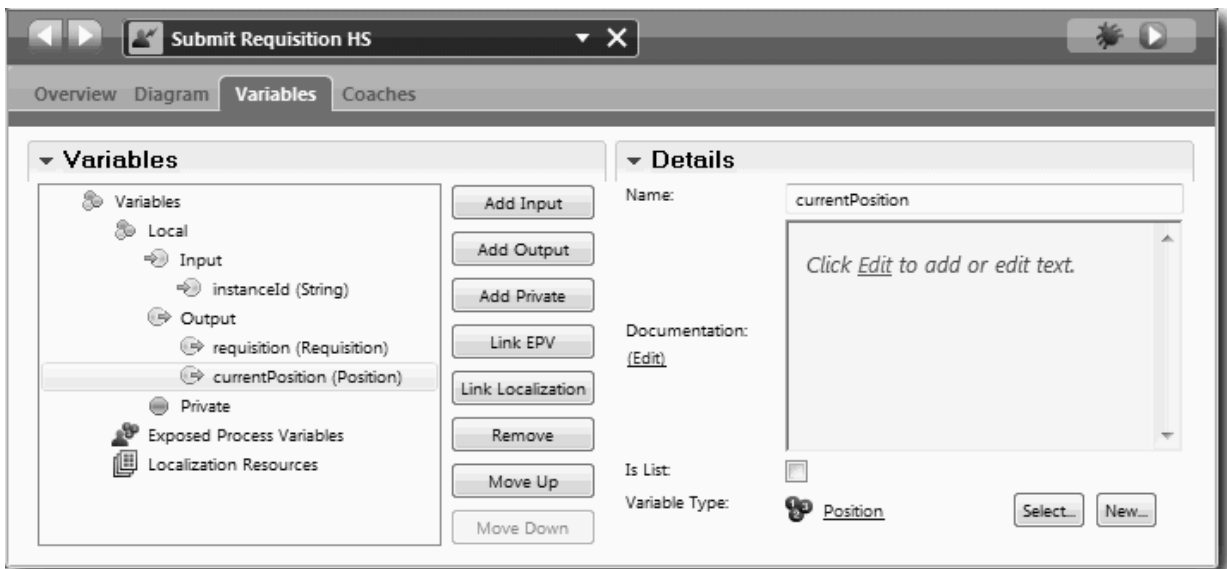 Submit Requisition HS
Overview Diagram Variables Coaches
Variables
Variables
Local
Input
instanceId (String)
Output
requisition (Requisition)
currentPosition (Position)
Private
Exposed Process Variables
Localization Resources
Add Input
Add Output
Add Private
Link EPV
Link Localization
Remove
Move Up
Move Down
Details
Name: currentPosition
Click Edit to add or edit text.
Documentation:
(Edit)
Is List:
Variable Type: Position Select... New...